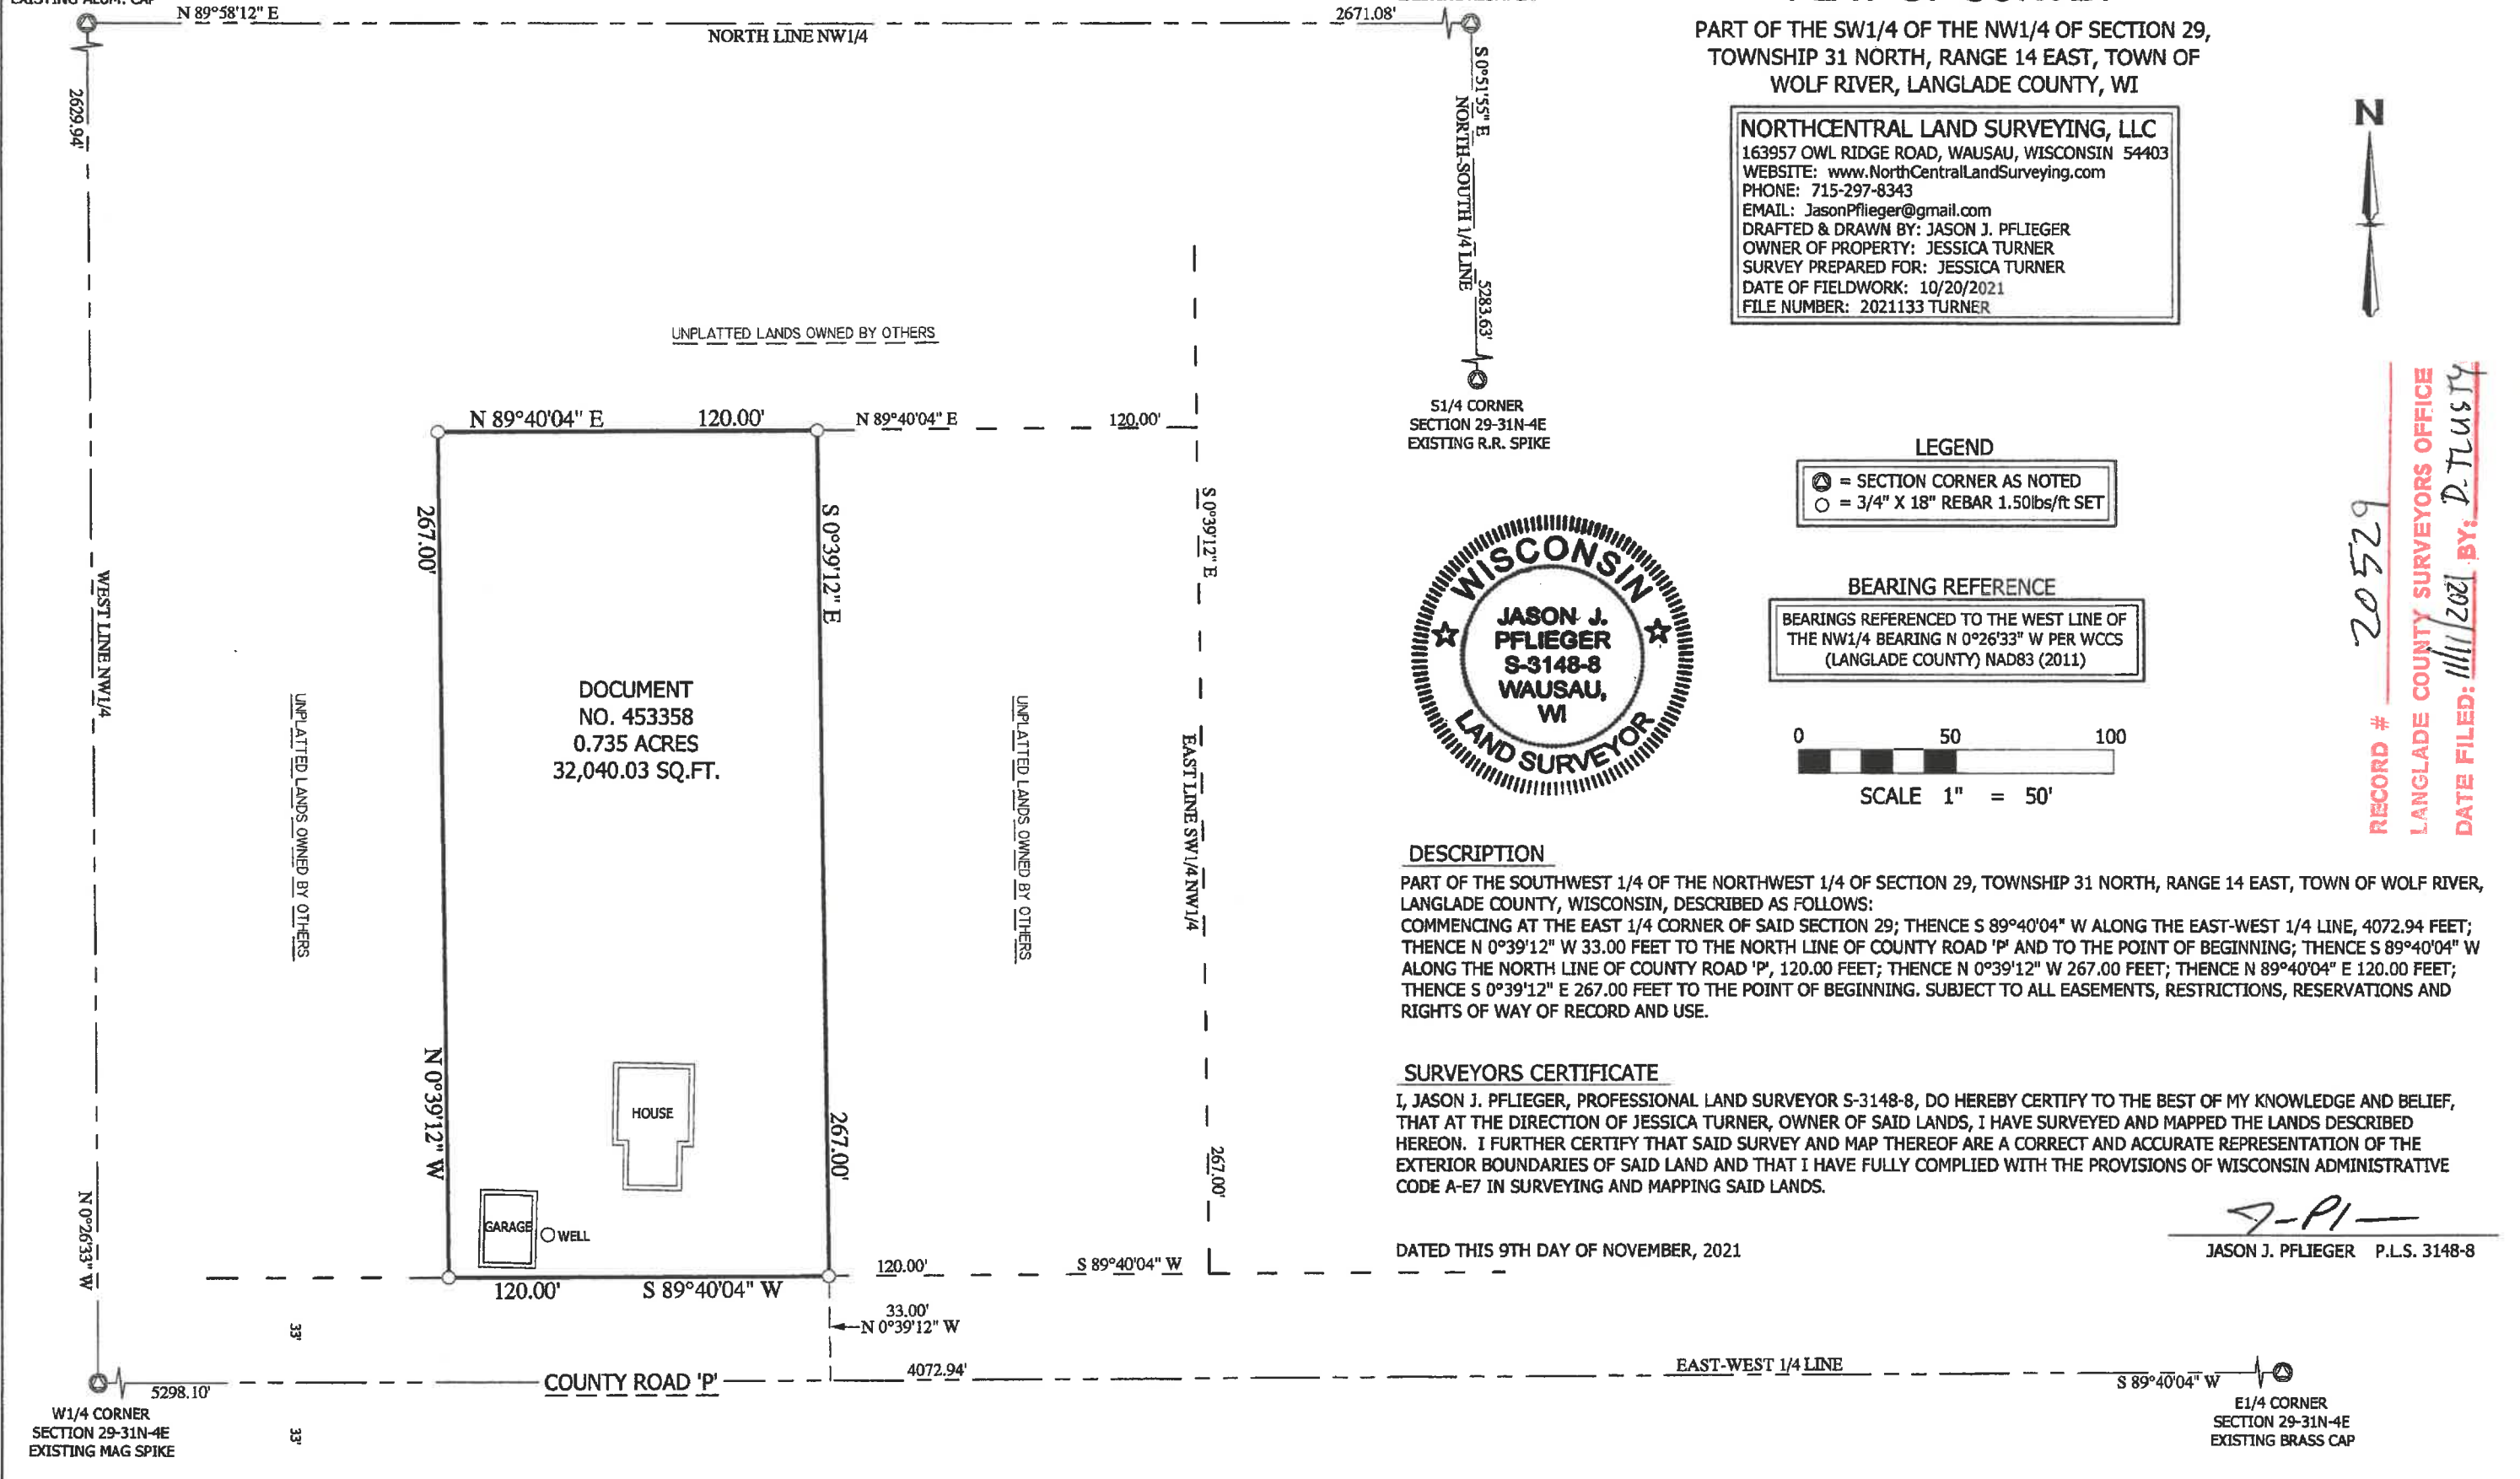 N 89°58'12" E
NORTH LINE NW1/4
2671.08'
PART OF THE SW1/4 OF THE NW1/4 OF SECTION 29,
TOWNSHIP 31 NORTH, RANGE 14 EAST, TOWN OF
WOLF RIVER, LANGLADE COUNTY, WI
NORTHCENTRAL LAND SURVEYING, LLC
163957 OWL RIDGE ROAD, WAUSAU, WISCONSIN 54403
WEBSITE: www.NorthCentralLandSurveying.com
PHONE: 715-297-8343
EMAIL: JasonPflieger@gmail.com
DRAFTED & DRAWN BY: JASON J. PFLIEGER
OWNER OF PROPERTY: JESSICA TURNER
SURVEY PREPARED FOR: JESSICA TURNER
DATE OF FIELDWORK: 10/20/2021
FILE NUMBER: 2021133 TURNER
N
2629.94'
WEST LINE NW1/4
N 0°26'33" W
S 0°51'55" E
NORTH-SOUTH 1/4 LINE
5283.63'
S1/4 CORNER
SECTION 29-31N-4E
EXISTING R.R. SPIKE
UNPLATTED LANDS OWNED BY OTHERS
N 89°40'04" E 120.00'
N 89°40'04" E 120.00'
267.00'
N 0°39'12" W
S 0°39'12" E
267.00'
S 0°39'12" E
EAST LINE SW1/4 NW1/4
267.00'
UNPLATTED LANDS OWNED BY OTHERS
UNPLATTED LANDS OWNED BY OTHERS
DOCUMENT
NO. 453358
0.735 ACRES
32,040.03 SQ.FT.
HOUSE
GARAGE
WELL
120.00' S 89°40'04" W
120.00' S 89°40'04" W
33.00'
N 0°39'12" W
33'
33'
5298.10'
COUNTY ROAD 'P'
4072.94'
EAST-WEST 1/4 LINE
S 89°40'04" W
W1/4 CORNER
SECTION 29-31N-4E
EXISTING MAG SPIKE
E1/4 CORNER
SECTION 29-31N-4E
EXISTING BRASS CAP
LEGEND
= SECTION CORNER AS NOTED
= 3/4" X 18" REBAR 1.50lbs/ft SET
BEARING REFERENCE
BEARINGS REFERENCED TO THE WEST LINE OF
THE NW1/4 BEARING N 0°26'33" W PER WCCS
(LANGLADE COUNTY) NAD83 (2011)
0 50 100
SCALE 1" = 50'
WISCONSIN
JASON J.
PFLIEGER
S-3148-8
WAUSAU,
WI
LAND SURVEYOR
RECORD # 20529
LANGLADE COUNTY SURVEYORS OFFICE
DATE FILED: 11/11/2021 BY: D. TLUSTY
DESCRIPTION
PART OF THE SOUTHWEST 1/4 OF THE NORTHWEST 1/4 OF SECTION 29, TOWNSHIP 31 NORTH, RANGE 14 EAST, TOWN OF WOLF RIVER,
LANGLADE COUNTY, WISCONSIN, DESCRIBED AS FOLLOWS:
COMMENCING AT THE EAST 1/4 CORNER OF SAID SECTION 29; THENCE S 89°40'04" W ALONG THE EAST-WEST 1/4 LINE, 4072.94 FEET;
THENCE N 0°39'12" W 33.00 FEET TO THE NORTH LINE OF COUNTY ROAD 'P' AND TO THE POINT OF BEGINNING; THENCE S 89°40'04" W
ALONG THE NORTH LINE OF COUNTY ROAD 'P', 120.00 FEET; THENCE N 0°39'12" W 267.00 FEET; THENCE N 89°40'04" E 120.00 FEET;
THENCE S 0°39'12" E 267.00 FEET TO THE POINT OF BEGINNING. SUBJECT TO ALL EASEMENTS, RESTRICTIONS, RESERVATIONS AND
RIGHTS OF WAY OF RECORD AND USE.
SURVEYORS CERTIFICATE
I, JASON J. PFLIEGER, PROFESSIONAL LAND SURVEYOR S-3148-8, DO HEREBY CERTIFY TO THE BEST OF MY KNOWLEDGE AND BELIEF,
THAT AT THE DIRECTION OF JESSICA TURNER, OWNER OF SAID LANDS, I HAVE SURVEYED AND MAPPED THE LANDS DESCRIBED
HEREON. I FURTHER CERTIFY THAT SAID SURVEY AND MAP THEREOF ARE A CORRECT AND ACCURATE REPRESENTATION OF THE
EXTERIOR BOUNDARIES OF SAID LAND AND THAT I HAVE FULLY COMPLIED WITH THE PROVISIONS OF WISCONSIN ADMINISTRATIVE
CODE A-E7 IN SURVEYING AND MAPPING SAID LANDS.
DATED THIS 9TH DAY OF NOVEMBER, 2021
JASON J. PFLIEGER P.L.S. 3148-8